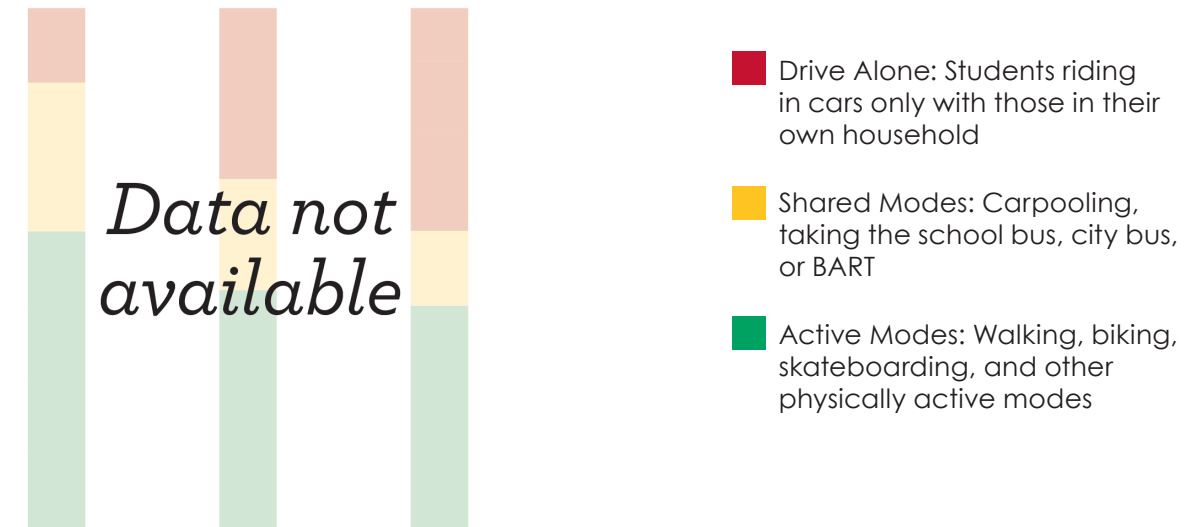 Data not
available
Drive Alone: Students riding
in cars only with those in their
own household
Shared Modes: Carpooling,
taking the school bus, city bus,
or BART
Active Modes: Walking, biking,
skateboarding, and other
physically active modes